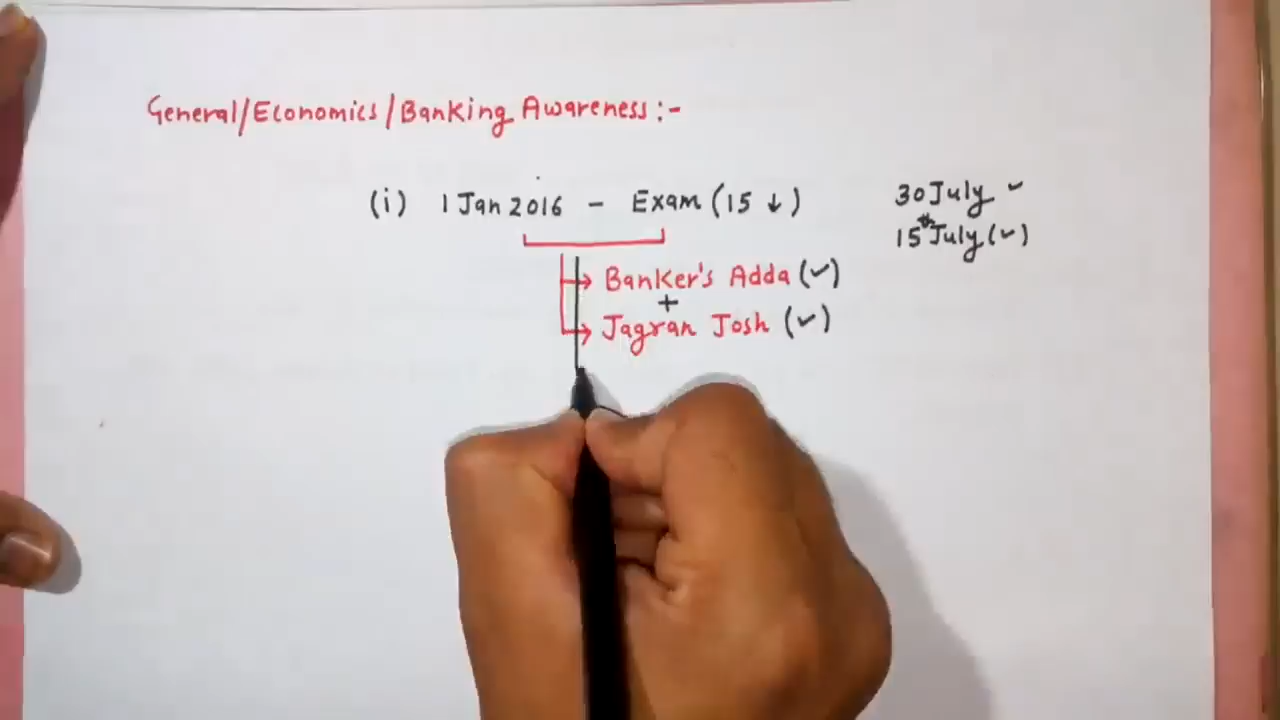 General/Economics/Banking Awareness:-
(i) 1 Jan 2016 - Exam (15 ↓)
30 July ✓
15th July (✓)
Banker's Adda (✓)
+
Jagran Josh (✓)